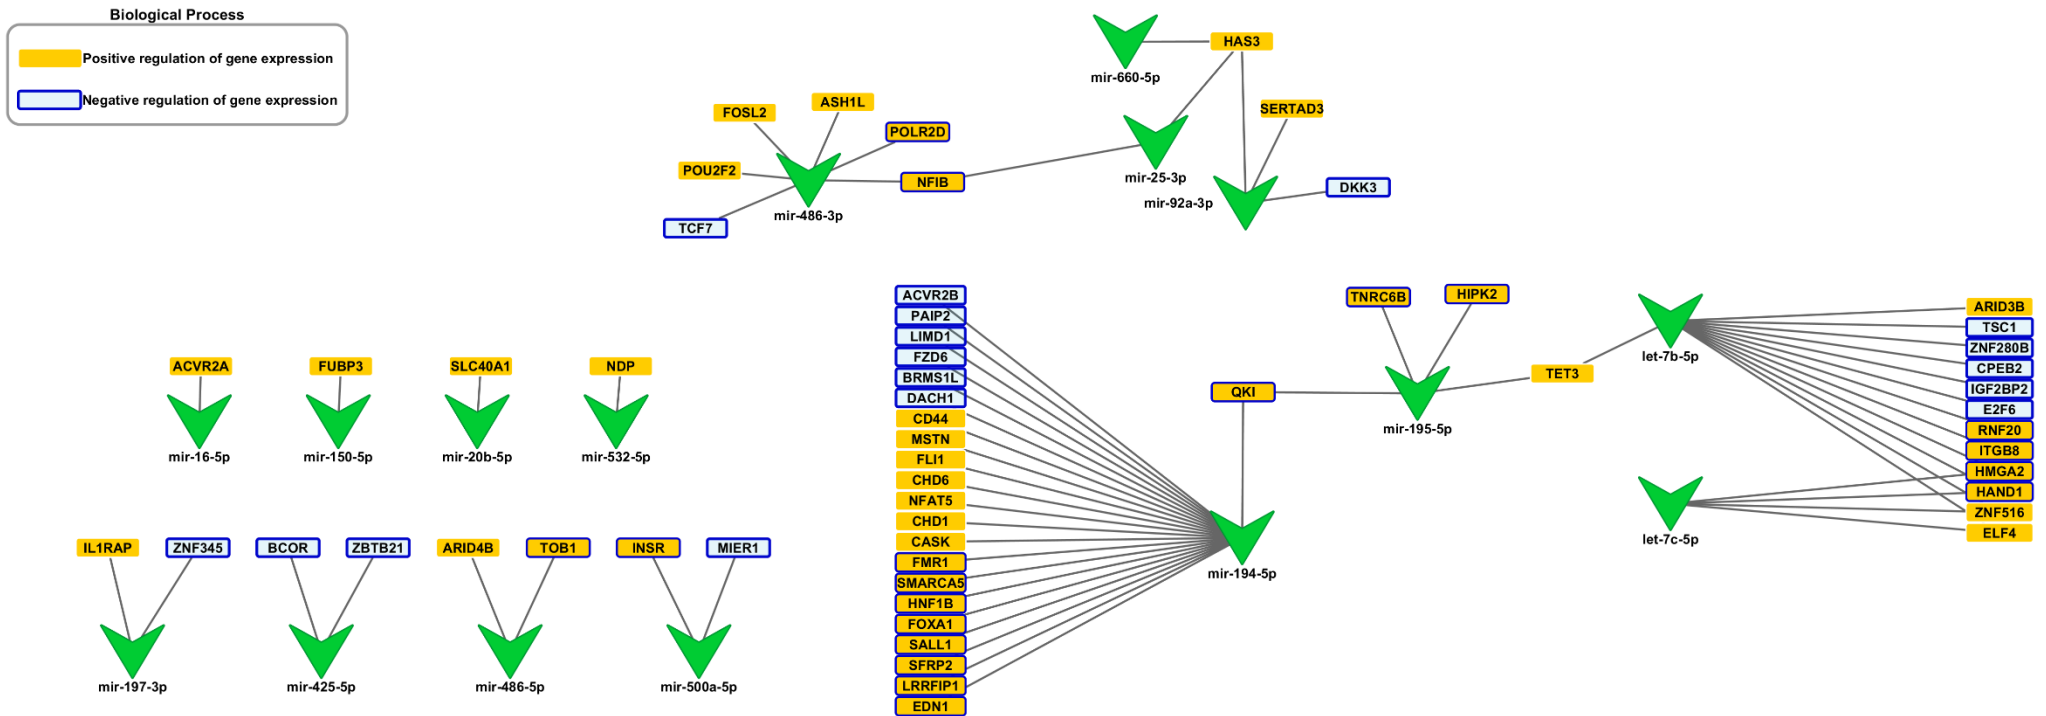 Biological Process
Positive regulation of gene expression
Negative regulation of gene expression
HAS3
mir-660-5p
ASH1L
FOSL2
SERTAD3
POLR2D
POU2F2
NFIB
mir-25-3p
DKK3
mir-92a-3p
mir-486-3p
TCF7
ACVR2B
PAIP2
LIMD1
FZD6
BRMS1L
DACH1
CD44
MSTN
FLI1
CHD6
NFAT5
CHD1
CASK
FMR1
SMARCA5
HNF1B
FOXA1
SALL1
SFRP2
LRRFIP1
EDN1
mir-194-5p
QKI
TNRC6B
HIPK2
mir-195-5p
TET3
let-7b-5p
let-7c-5p
ARID3B
TSC1
ZNF280B
CPEB2
IGF2BP2
E2F6
RNF20
ITGB8
HMGA2
HAND1
ZNF516
ELF4
ACVR2A
FUBP3
SLC40A1
NDP
mir-16-5p
mir-150-5p
mir-20b-5p
mir-532-5p
IL1RAP
ZNF345
BCOR
ZBTB21
ARID4B
TOB1
INSR
MIER1
mir-197-3p
mir-425-5p
mir-486-5p
mir-500a-5p